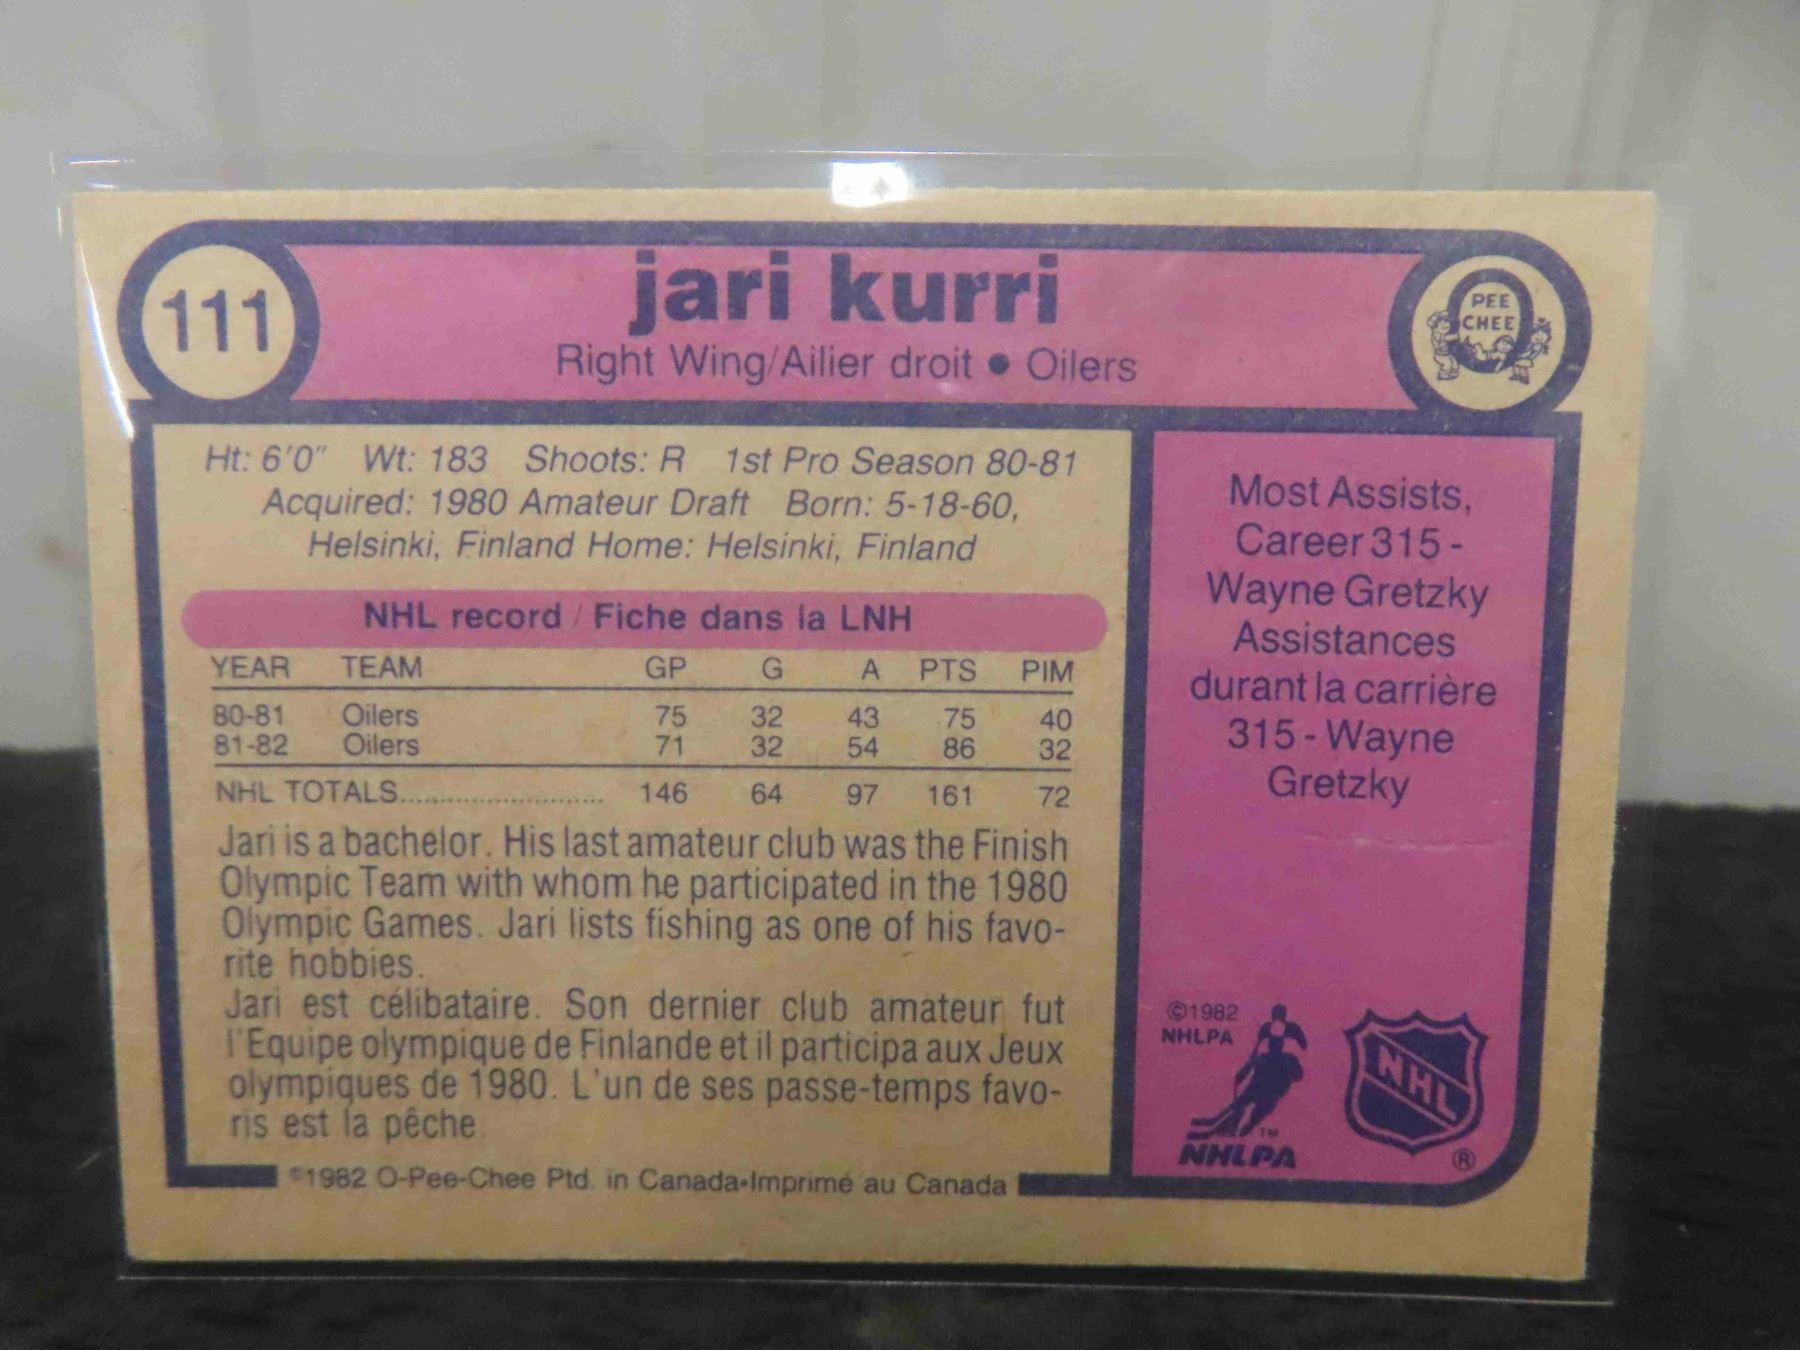 111
jari kurri
Right Wing/Ailier droit • Oilers
PEE
CHEE
Ht: 6'0" Wt: 183 Shoots: R 1st Pro Season 80-81
Acquired: 1980 Amateur Draft Born: 5-18-60,
Helsinki, Finland Home: Helsinki, Finland
NHL record / Fiche dans la LNH
YEAR TEAM GP G A PTS PIM
80-81 Oilers 75 32 43 75 40
81-82 Oilers 71 32 54 86 32
NHL TOTALS.......................... 146 64 97 161 72
Jari is a bachelor. His last amateur club was the Finish
Olympic Team with whom he participated in the 1980
Olympic Games. Jari lists fishing as one of his favo-
rite hobbies.
Jari est célibataire. Son dernier club amateur fut
l'Equipe olympique de Finlande et il participa aux Jeux
olympiques de 1980. L'un de ses passe-temps favo-
ris est la pêche.
©1982 O-Pee-Chee Ptd. in Canada•Imprimé au Canada
Most Assists,
Career 315 -
Wayne Gretzky
Assistances
durant la carrière
315 - Wayne
Gretzky
©1982
NHLPA
TM
NHLPA
NHL
®